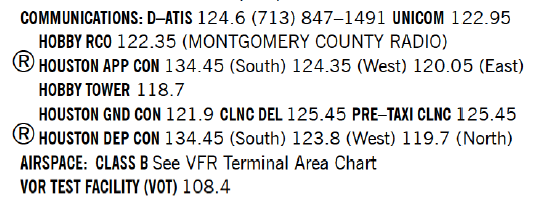 COMMUNICATIONS: D–ATIS 124.6 (713) 847–1491 UNICOM 122.95
HOBBY RCO 122.35 (MONTGOMERY COUNTY RADIO)
Ⓡ HOUSTON APP CON 134.45 (South) 124.35 (West) 120.05 (East)
HOBBY TOWER 118.7
HOUSTON GND CON 121.9 CLNC DEL 125.45 PRE–TAXI CLNC 125.45
Ⓡ HOUSTON DEP CON 134.45 (South) 123.8 (West) 119.7 (North)
AIRSPACE: CLASS B See VFR Terminal Area Chart
VOR TEST FACILITY (VOT) 108.4